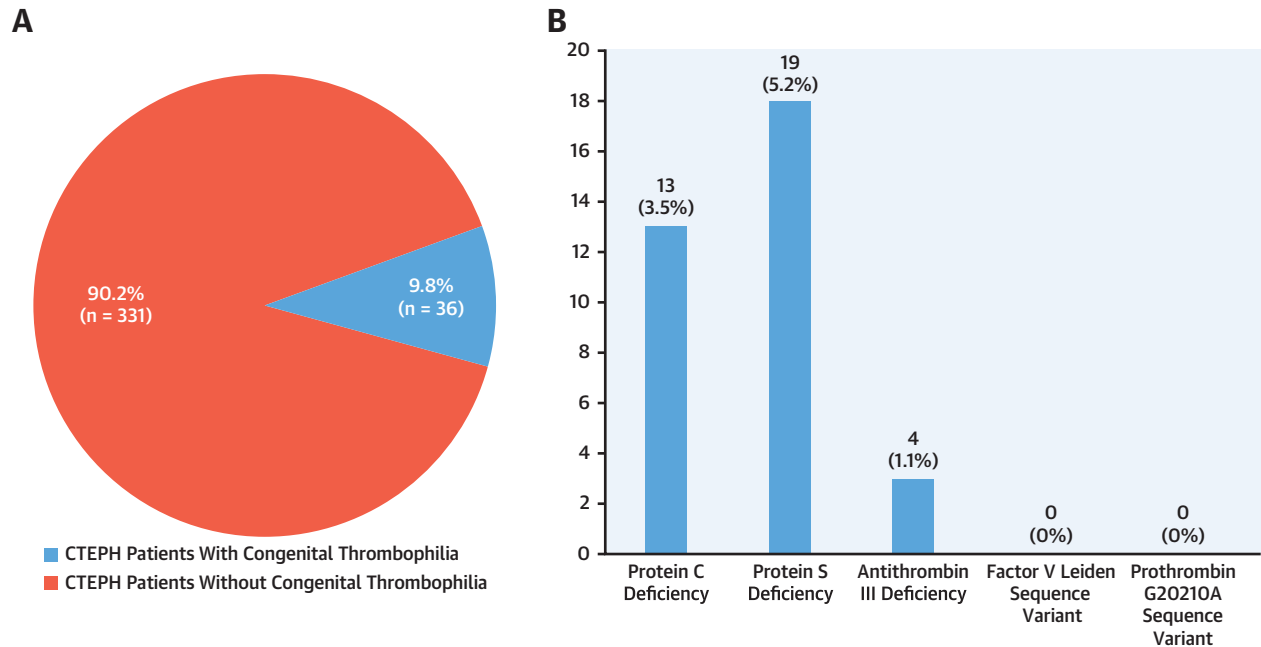 A
90.2%
(n = 331)
9.8%
(n = 36)
CTEPH Patients With Congenital Thrombophilia
CTEPH Patients Without Congenital Thrombophilia
B
20
18
16
14
12
10
8
6
4
2
0
13
(3.5%)
19
(5.2%)
4
(1.1%)
0
(0%)
0
(0%)
Protein C
Deficiency
Protein S
Deficiency
Antithrombin
III Deficiency
Factor V Leiden
Sequence
Variant
Prothrombin
G20210A
Sequence
Variant